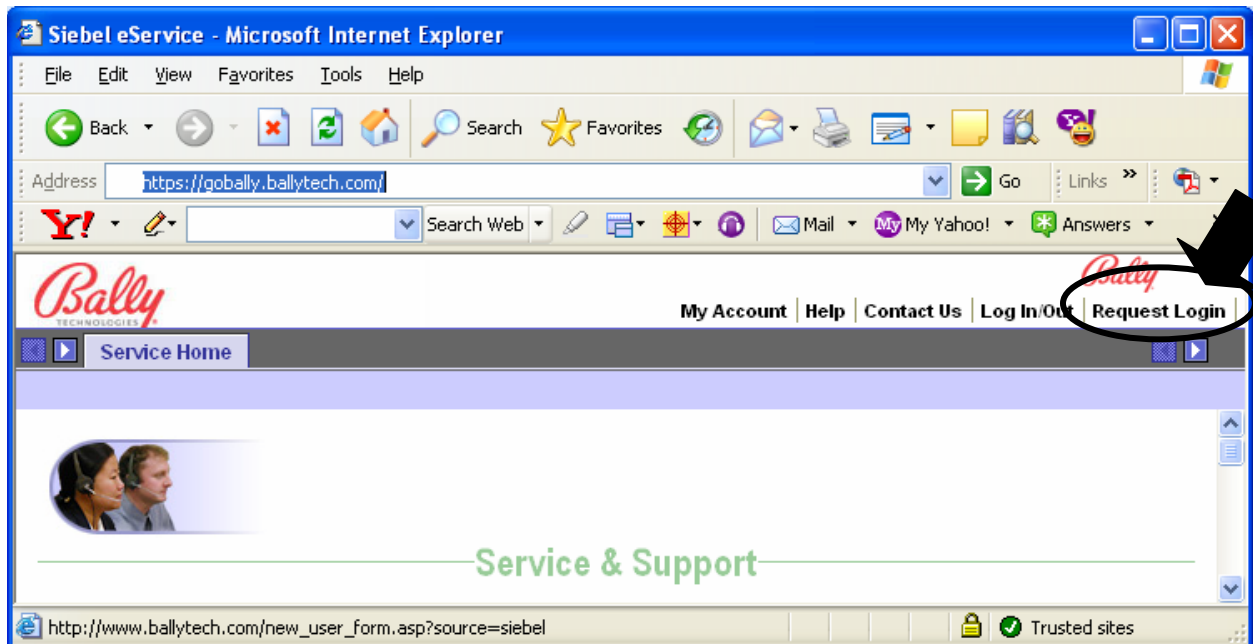 Siebel eService - Microsoft Internet Explorer
File Edit View Favorites Tools Help
Back Search Favorites
Address https://gobally.ballytech.com/ Go Links »
Y! Search Web Mail My My Yahoo! Answers
Bally
TECHNOLOGIES
Bally
My Account Help Contact Us Log In/Out Request Login
Service Home
Service & Support
http://www.ballytech.com/new_user_form.asp?source=siebel Trusted sites